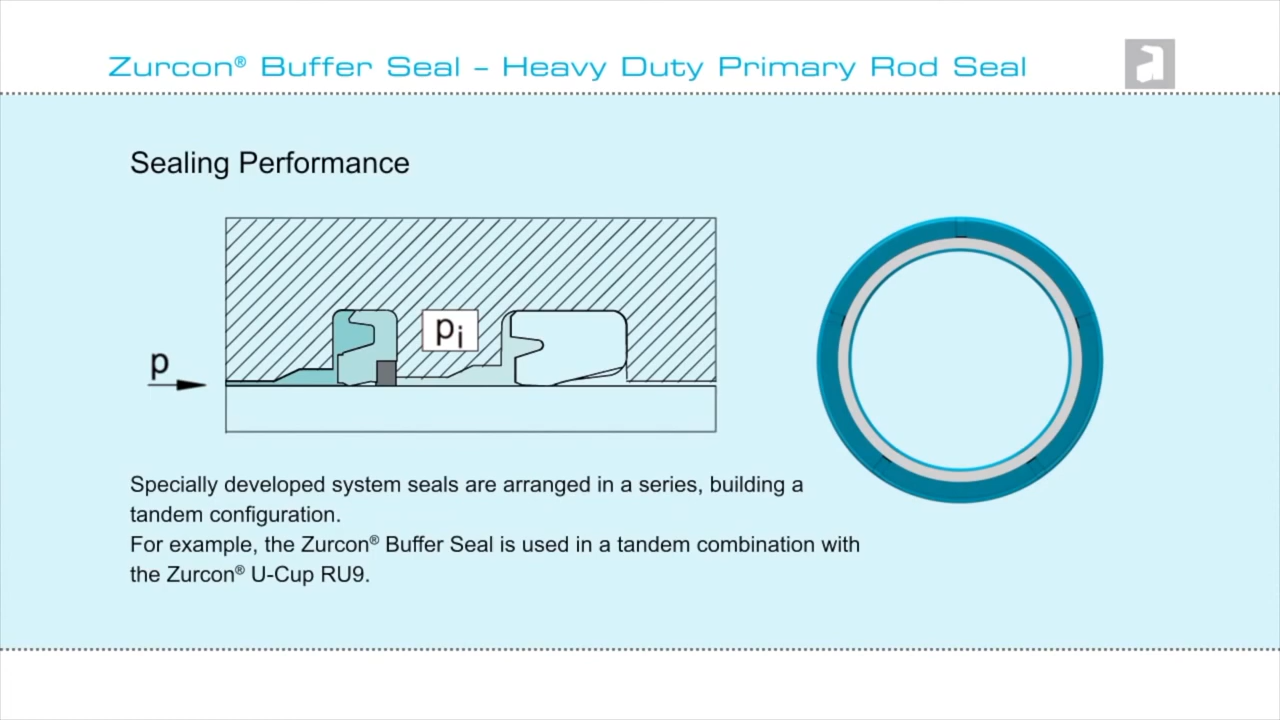 Zurcon® Buffer Seal – Heavy Duty Primary Rod Seal
Sealing Performance
pi
p
Specially developed system seals are arranged in a series, building a
tandem configuration.
For example, the Zurcon® Buffer Seal is used in a tandem combination with
the Zurcon® U-Cup RU9.